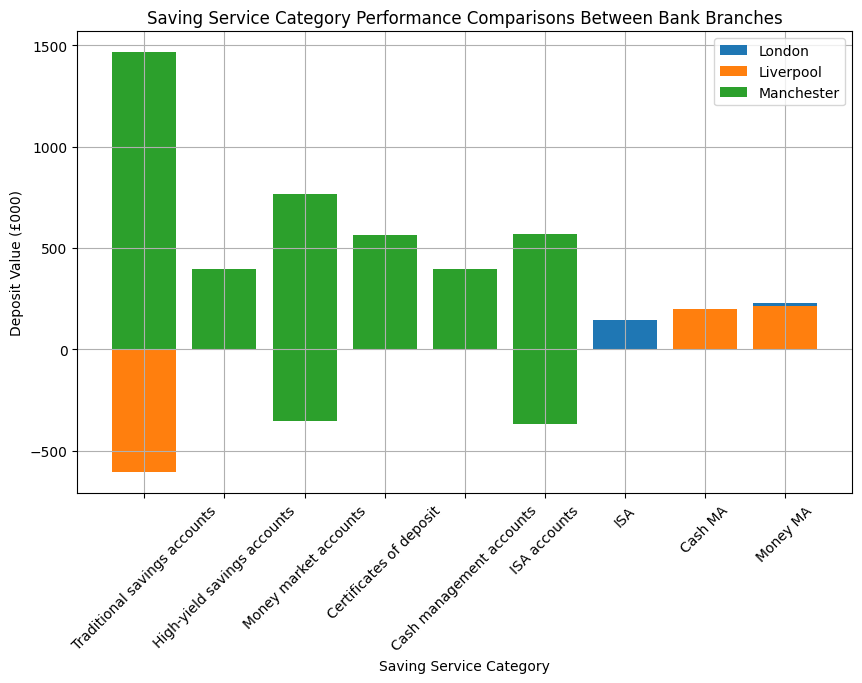 Saving Service Category Performance Comparisons Between Bank Branches
London
Liverpool
Manchester
Deposit Value (£000)
1500
1000
500
0
−500
Traditional savings accounts
High-yield savings accounts
Money market accounts
Certificates of deposit
Cash management accounts
ISA accounts
ISA
Cash MA
Money MA
Saving Service Category